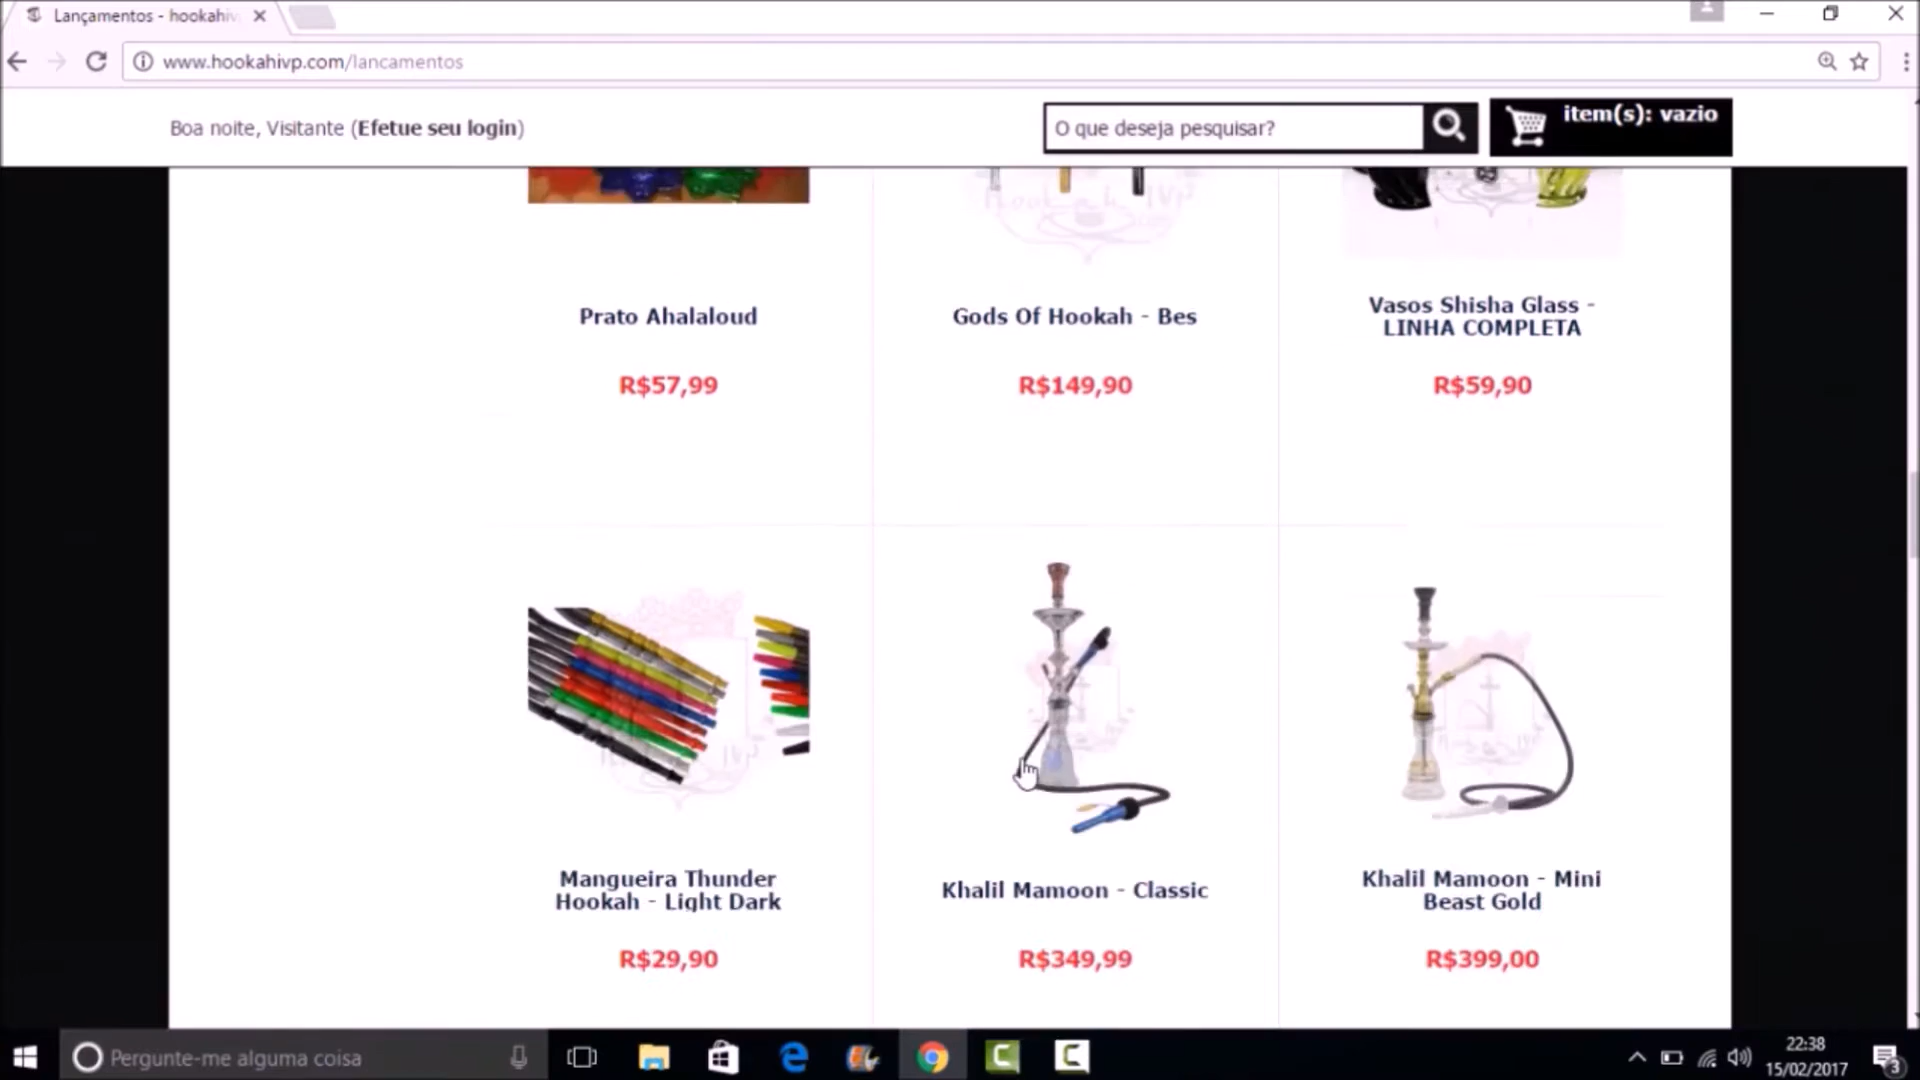 Lançamentos - hookahiv
www.hookahivp.com/lancamentos
Boa noite, Visitante (Efetue seu login)
O que deseja pesquisar?
item(s): vazio
Prato Ahalaloud
Gods Of Hookah - Bes
Vasos Shisha Glass -
LINHA COMPLETA
R$57,99
R$149,90
R$59,90
Mangueira Thunder
Hookah - Light Dark
Khalil Mamoon - Classic
Khalil Mamoon - Mini
Beast Gold
R$29,90
R$349,99
R$399,00
Pergunte-me alguma coisa
22:38
15/02/2017
3